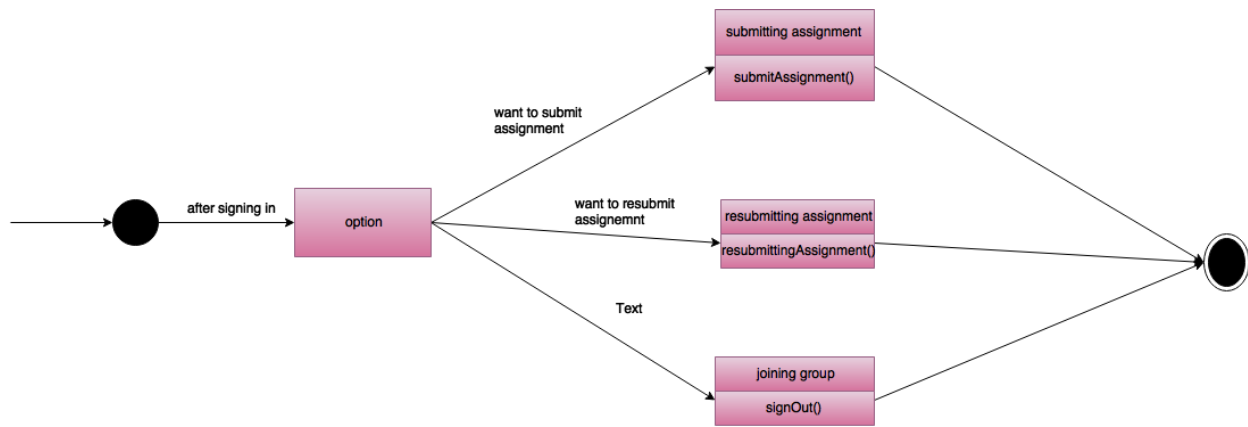 submitting assignment
submitAssignment()
want to submit
assignment
after signing in
option
want to resubmit
assignemnt
resubmitting assignment
resubmittingAssignment()
Text
joining group
signOut()